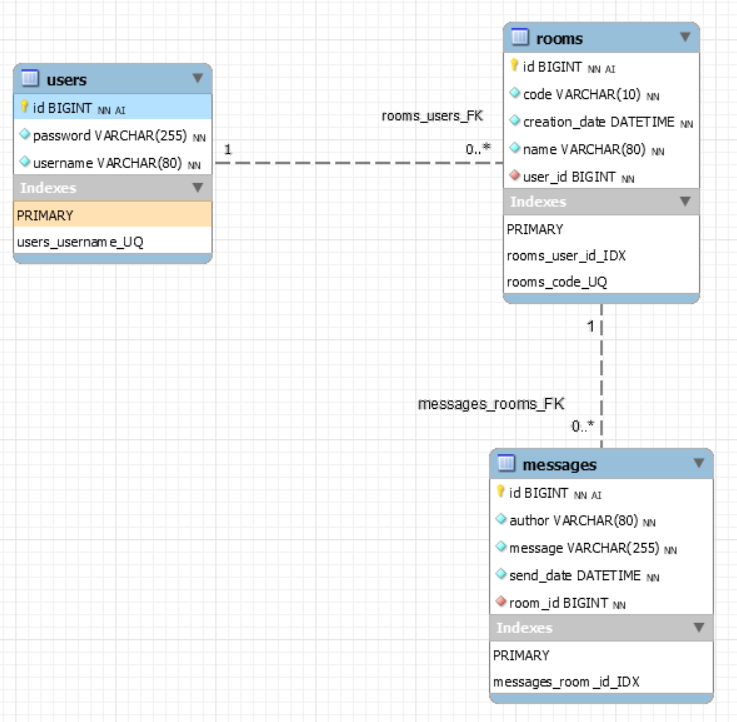 users
id BIGINT NN AI
password VARCHAR(255) NN
username VARCHAR(80) NN
Indexes
PRIMARY
users_username_UQ
rooms_users_FK
1
0..*
rooms
id BIGINT NN AI
code VARCHAR(10) NN
creation_date DATETIME NN
name VARCHAR(80) NN
user_id BIGINT NN
Indexes
PRIMARY
rooms_user_id_IDX
rooms_code_UQ
1
messages_rooms_FK
0..*
messages
id BIGINT NN AI
author VARCHAR(80) NN
message VARCHAR(255) NN
send_date DATETIME NN
room_id BIGINT NN
Indexes
PRIMARY
messages_room_id_IDX